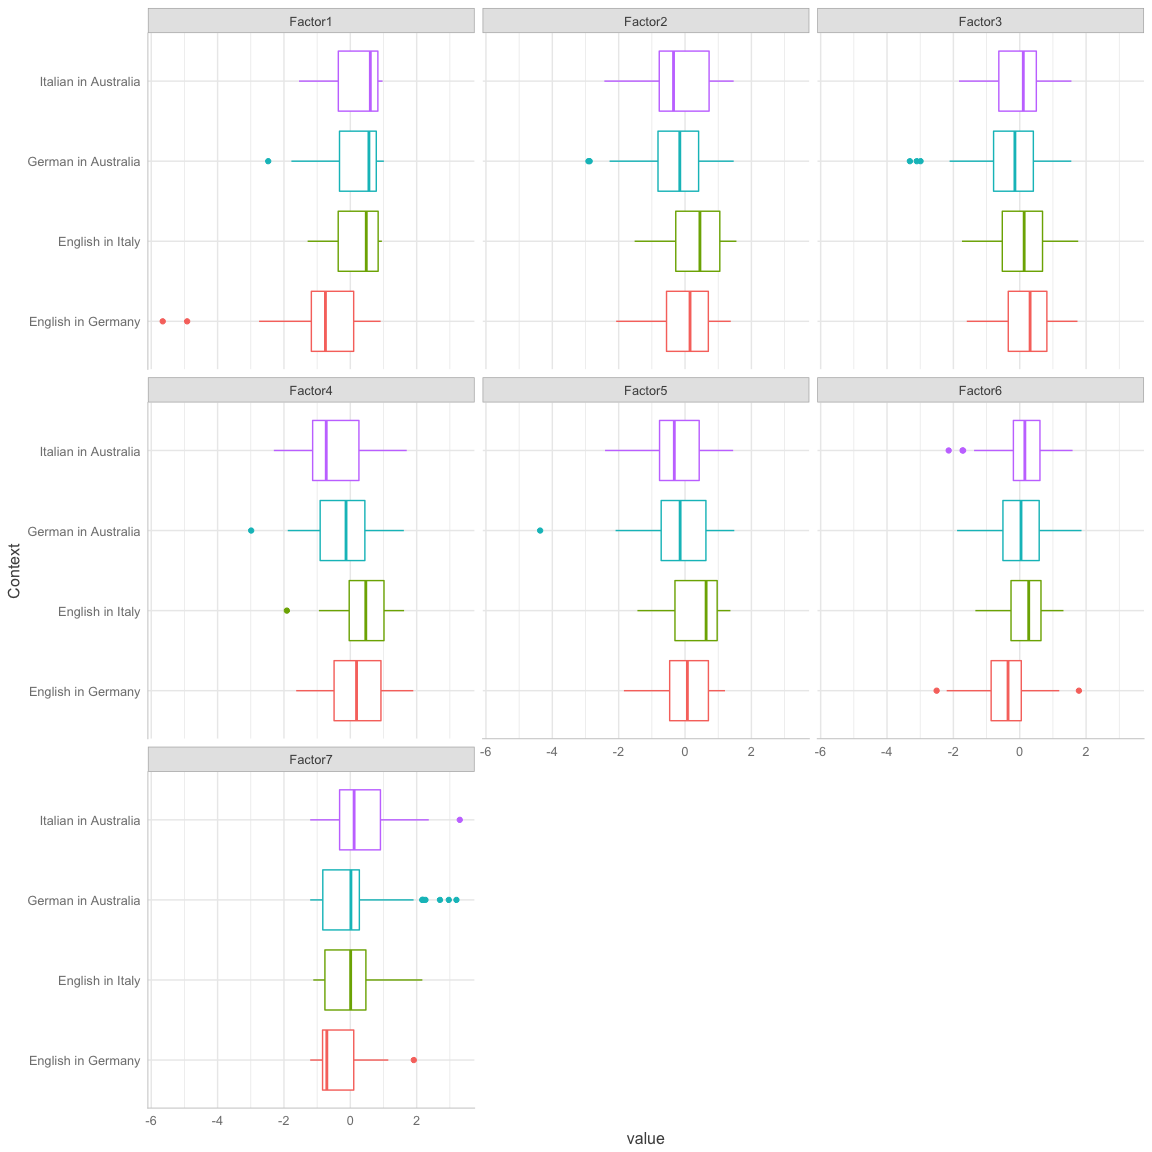 Factor1
Factor2
Factor3
Italian in Australia
German in Australia
English in Italy
English in Germany
Factor4
Factor5
Factor6
Italian in Australia
German in Australia
English in Italy
English in Germany
-6 -4 -2 0 2
-6 -4 -2 0 2
Factor7
Italian in Australia
German in Australia
English in Italy
English in Germany
-6 -4 -2 0 2
Context
value